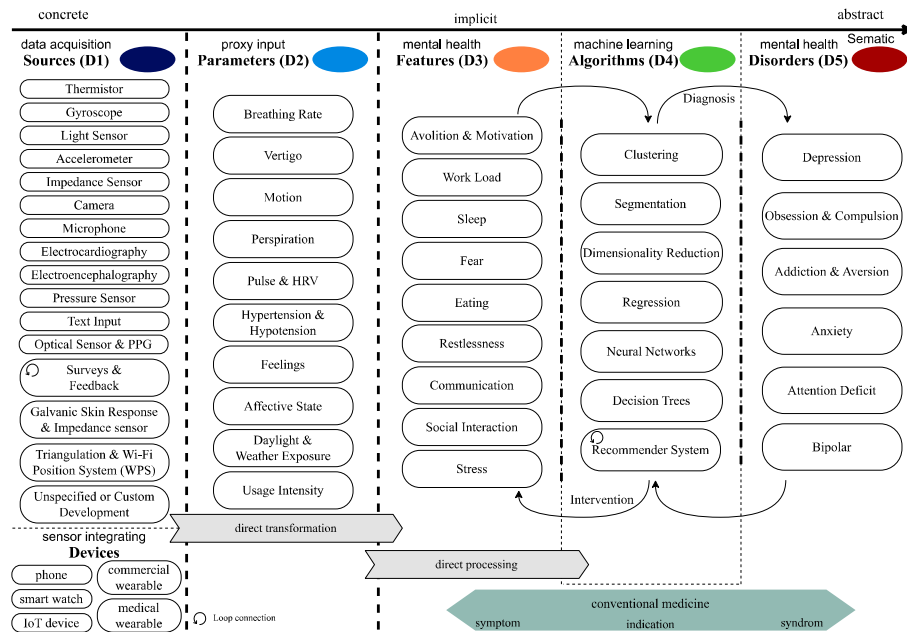 concrete
implicit
abstract
data acquisition
Sources (D1)
proxy input
Parameters (D2)
mental health
Features (D3)
machine learning
Algorithms (D4)
mental health
Disorders (D5)
Sematic
Thermistor
Gyroscope
Light Sensor
Accelerometer
Impedance Sensor
Camera
Microphone
Electrocardiography
Electroencephalography
Pressure Sensor
Text Input
Optical Sensor & PPG
Surveys &
Feedback
Galvanic Skin Response
& Impedance sensor
Triangulation & Wi-Fi
Position System (WPS)
Unspecified or Custom
Development
Breathing Rate
Vertigo
Motion
Perspiration
Pulse & HRV
Hypertension &
Hypotension
Feelings
Affective State
Daylight &
Weather Exposure
Usage Intensity
Avolition & Motivation
Work Load
Sleep
Fear
Eating
Restlessness
Communication
Social Interaction
Stress
Clustering
Segmentation
Dimensionality Reduction
Regression
Neural Networks
Decision Trees
Recommender System
Diagnosis
Depression
Obsession & Compulsion
Addiction & Aversion
Anxiety
Attention Deficit
Bipolar
Intervention
direct transformation
direct processing
sensor integrating
Devices
phone
smart watch
IoT device
commercial
wearable
medical
wearable
Loop connection
conventional medicine
symptom
indication
syndrom